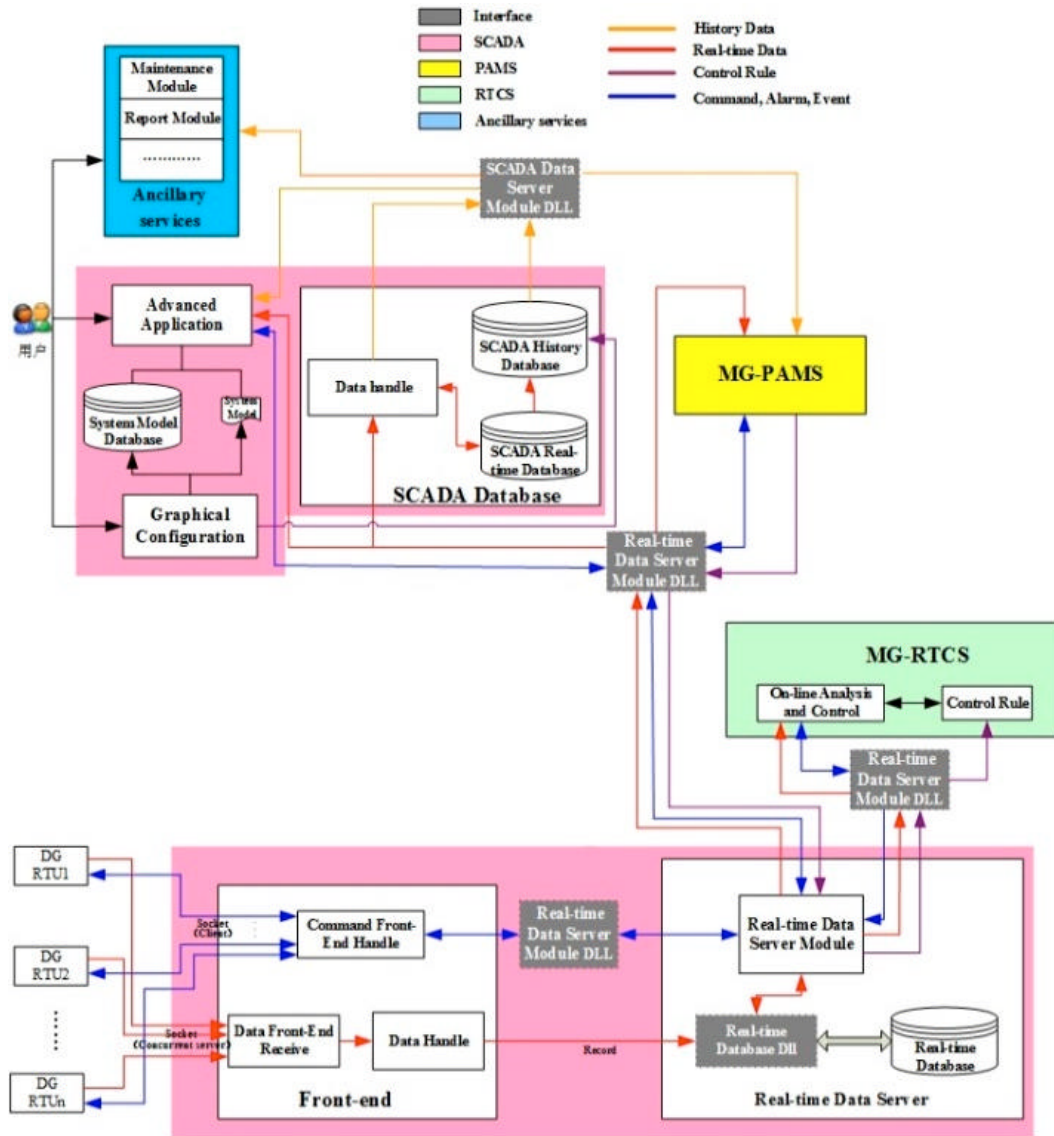 Interface
SCADA
PAMS
RTCS
Ancillary services
History Data
Real-time Data
Control Rule
Command, Alarm, Event
Maintenance
Module
Report Module
............
Ancillary
services
SCADA Data
Server
Module DLL
用户
Advanced
Application
System Model
Database
System
Model
Graphical
Configuration
Data handle
SCADA History
Database
SCADA Real-
time Database
SCADA Database
MG-PAMS
Real-time
Data Server
Module DLL
MG-RTCS
On-line Analysis
and Control
Control Rule
Real-time
Data Server
Module DLL
DG
RTU1
DG
RTU2
DG
RTUn
Socket
(Client)
Socket
(Concurrent server)
Command Front-
End Handle
Data Front-End
Receive
Data Handle
Front-end
Real-time
Data Server
Module DLL
Record
Real-time Data
Server Module
Real-time
Database Dll
Real-time
Database
Real-time Data Server